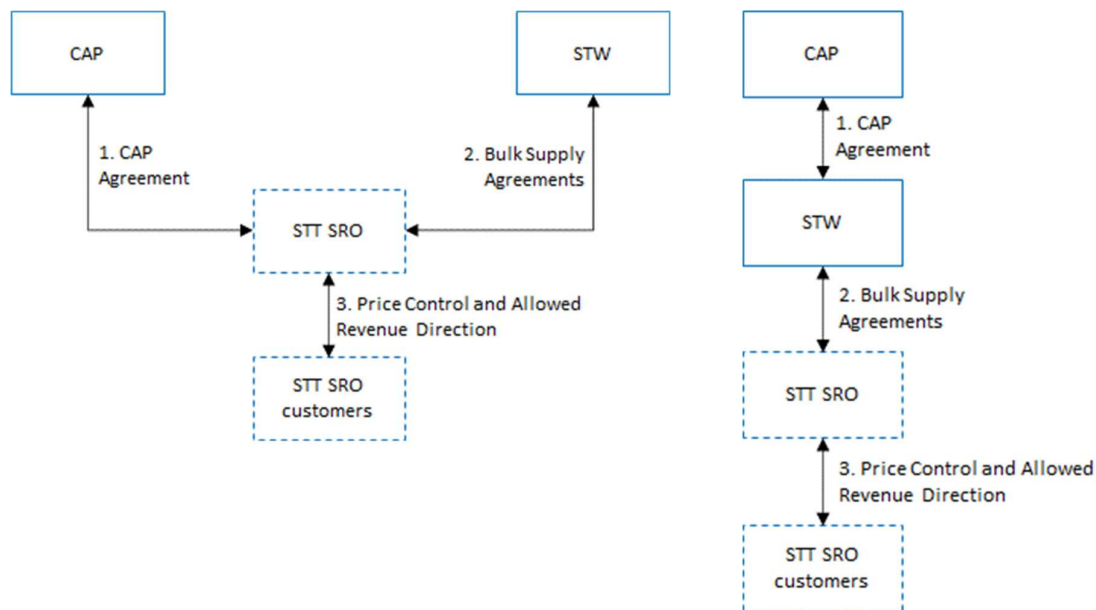 CAP
STW
1. CAP
Agreement
2. Bulk Supply
Agreements
STT SRO
3. Price Control and Allowed
Revenue Direction
STT SRO
customers
CAP
1. CAP
Agreement
STW
2. Bulk Supply
Agreements
STT SRO
3. Price Control and Allowed
Revenue Direction
STT SRO
customers